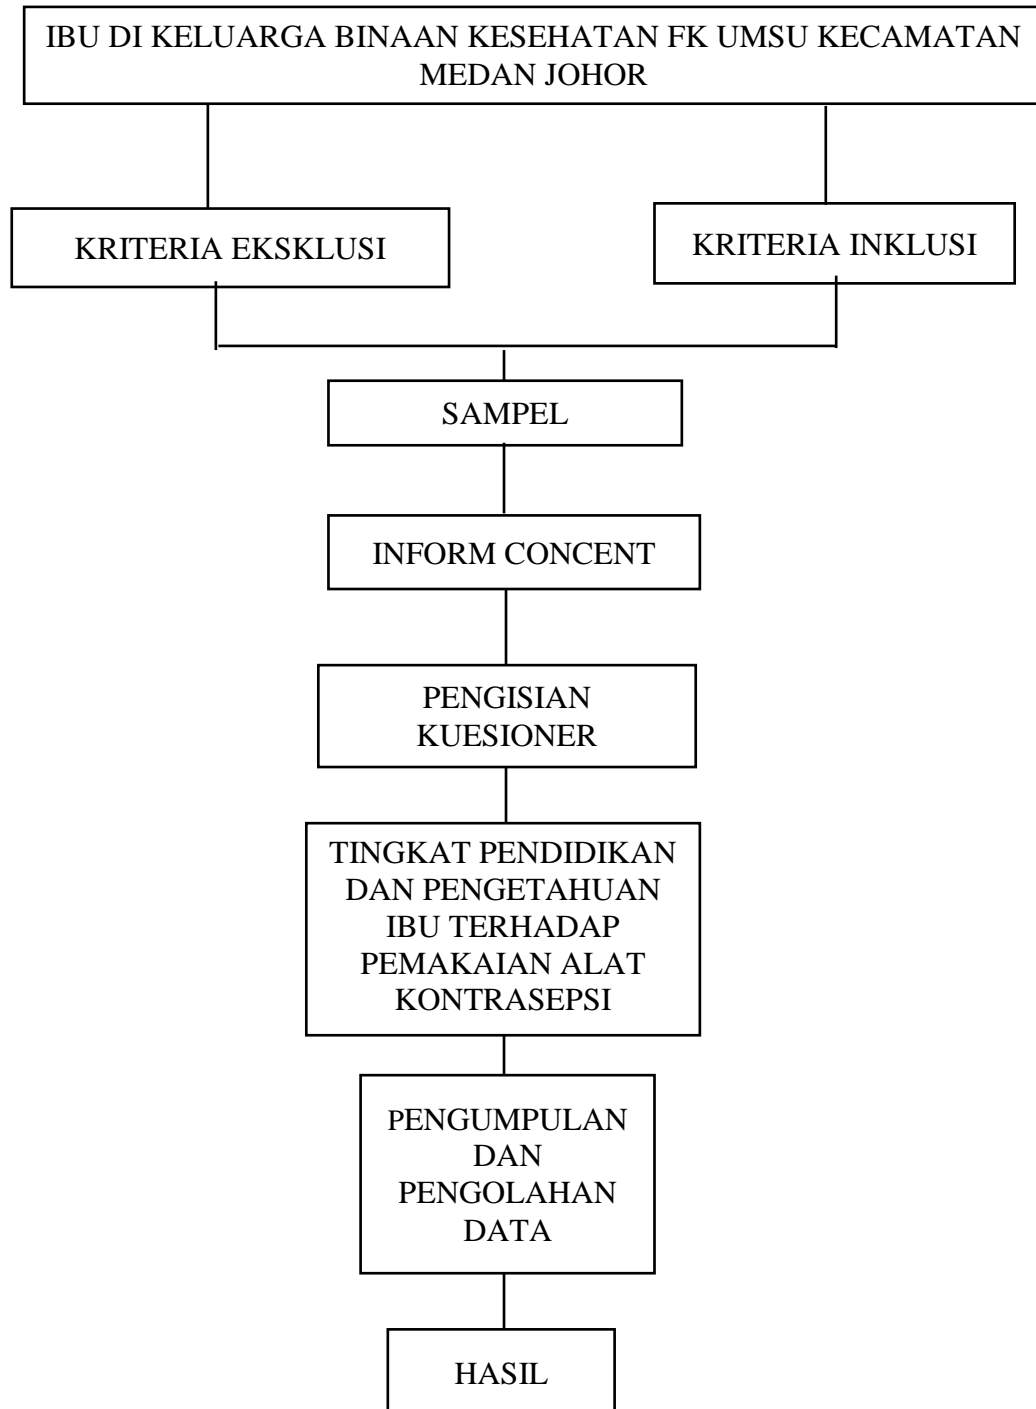 IBU DI KELUARGA BINAAN KESEHATAN FK UMSU KECAMATAN
MEDAN JOHOR
KRITERIA EKSKLUSI
KRITERIA INKLUSI
SAMPEL
INFORM CONCENT
PENGISIAN
KUESIONER
TINGKAT PENDIDIKAN
DAN PENGETAHUAN
IBU TERHADAP
PEMAKAIAN ALAT
KONTRASEPSI
PENGUMPULAN
DAN
PENGOLAHAN
DATA
HASIL